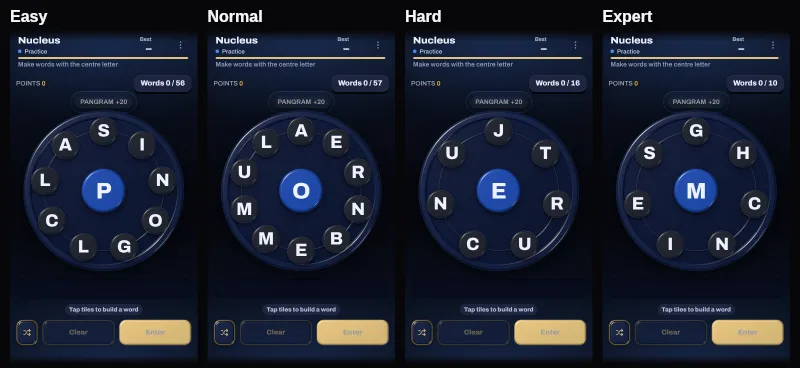 Easy
Nucleus
Best
Practice
–
Make words with the centre letter
POINTS 0
Words 0 / 56
PANGRAM +20
S
A
I
L
P
N
C
O
L
G
Tap tiles to build a word
Clear
Enter
Normal
Nucleus
Best
Practice
–
Make words with the centre letter
POINTS 0
Words 0 / 57
PANGRAM +20
A
L
E
U
R
O
M
N
M
B
E
Tap tiles to build a word
Clear
Enter
Hard
Nucleus
Best
Practice
–
Make words with the centre letter
POINTS 0
Words 0 / 16
PANGRAM +20
J
U
T
E
N
R
C
U
Tap tiles to build a word
Clear
Enter
Expert
Nucleus
Best
Practice
–
Make words with the centre letter
POINTS 0
Words 0 / 10
PANGRAM +20
G
S
H
M
E
C
I
N
Tap tiles to build a word
Clear
Enter